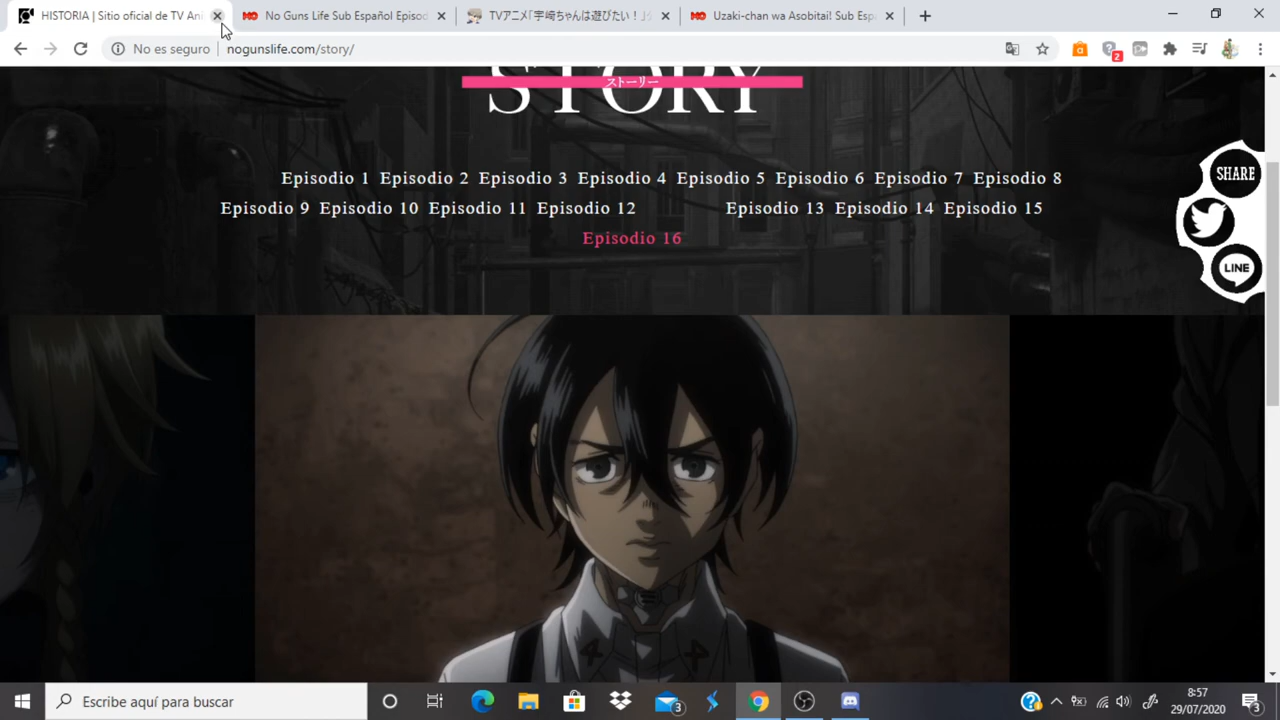 HISTORIA | Sitio oficial de TV Ani
No Guns Life Sub Español Episod
TVアニメ「宇崎ちゃんは遊びたい！」
Uzaki-chan wa Asobitai! Sub Esp
No es seguro
nogunslife.com/story/
2
STORY
ストーリー
Episodio 1 Episodio 2 Episodio 3 Episodio 4 Episodio 5 Episodio 6 Episodio 7 Episodio 8
Episodio 9 Episodio 10 Episodio 11 Episodio 12 Episodio 13 Episodio 14 Episodio 15
Episodio 16
SHARE
LINE
Escribe aquí para buscar
3
8:57
29/07/2020
3